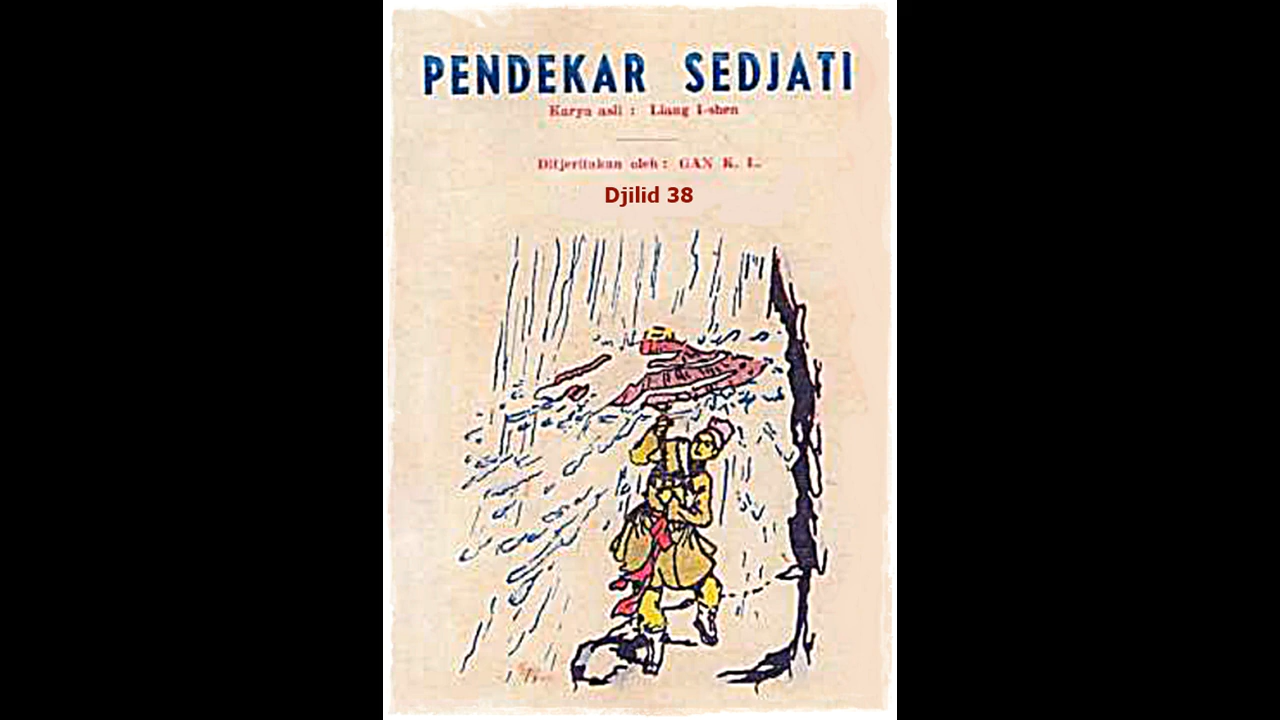 PENDEKAR SEDJATI
Karya asli : Liang I-shen
Ditjeritakan oleh : GAN K. L.
Djilid 38